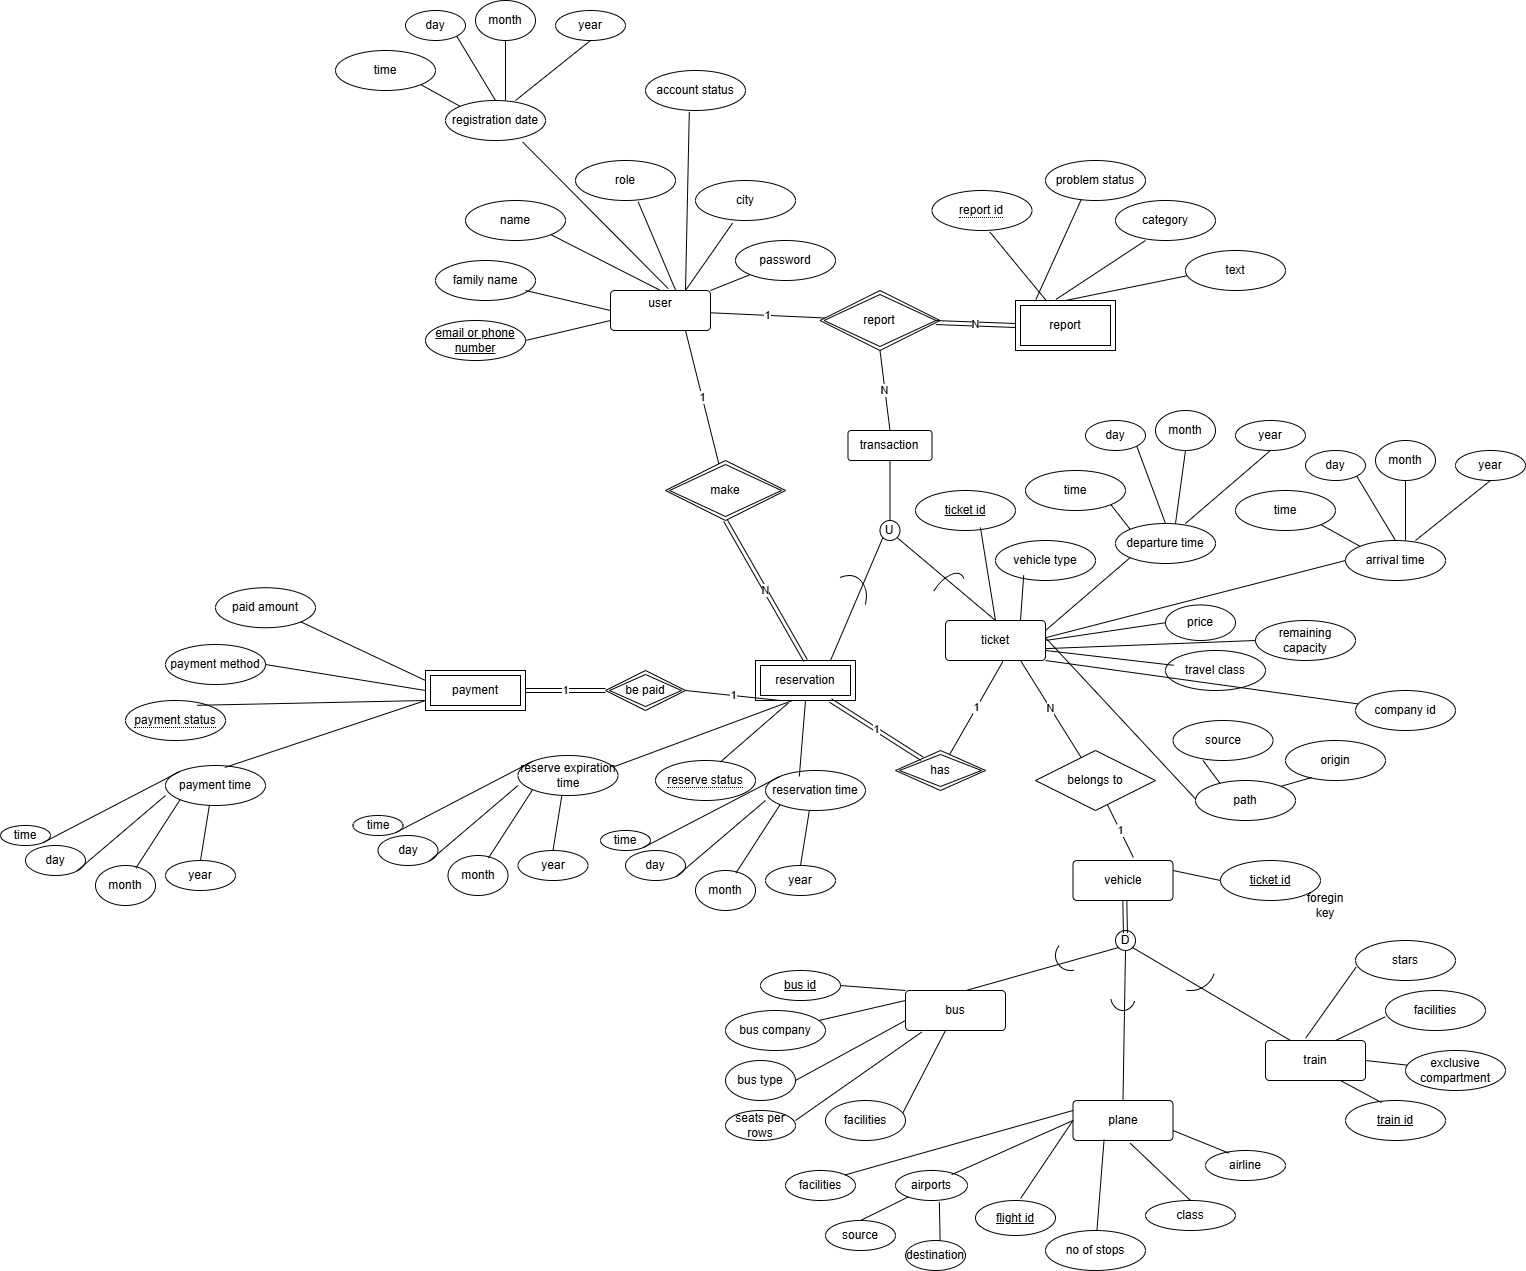 month
day
year
time
account status
registration date
problem status
role
city
report id
name
category
password
text
family name
user
1
report
N
report
email or phone
number
N
1
transaction
day
month
year
day
month
year
make
time
ticket id
time
U
departure time
vehicle type
arrival time
N
paid amount
price
ticket
remaining
capacity
payment method
travel class
reservation
payment
1
be paid
1
1
N
company id
payment status
1
source
origin
reserve expiration
time
has
belongs to
reserve status
payment time
reservation time
path
time
time
1
time
day
day
day
month
year
month
year
month
year
vehicle
ticket id
foregin
key
D
stars
bus id
bus
facilities
bus company
train
exclusive
compartment
bus type
seats per
rows
facilities
plane
train id
airline
facilities
airports
flight id
class
source
destination
no of stops